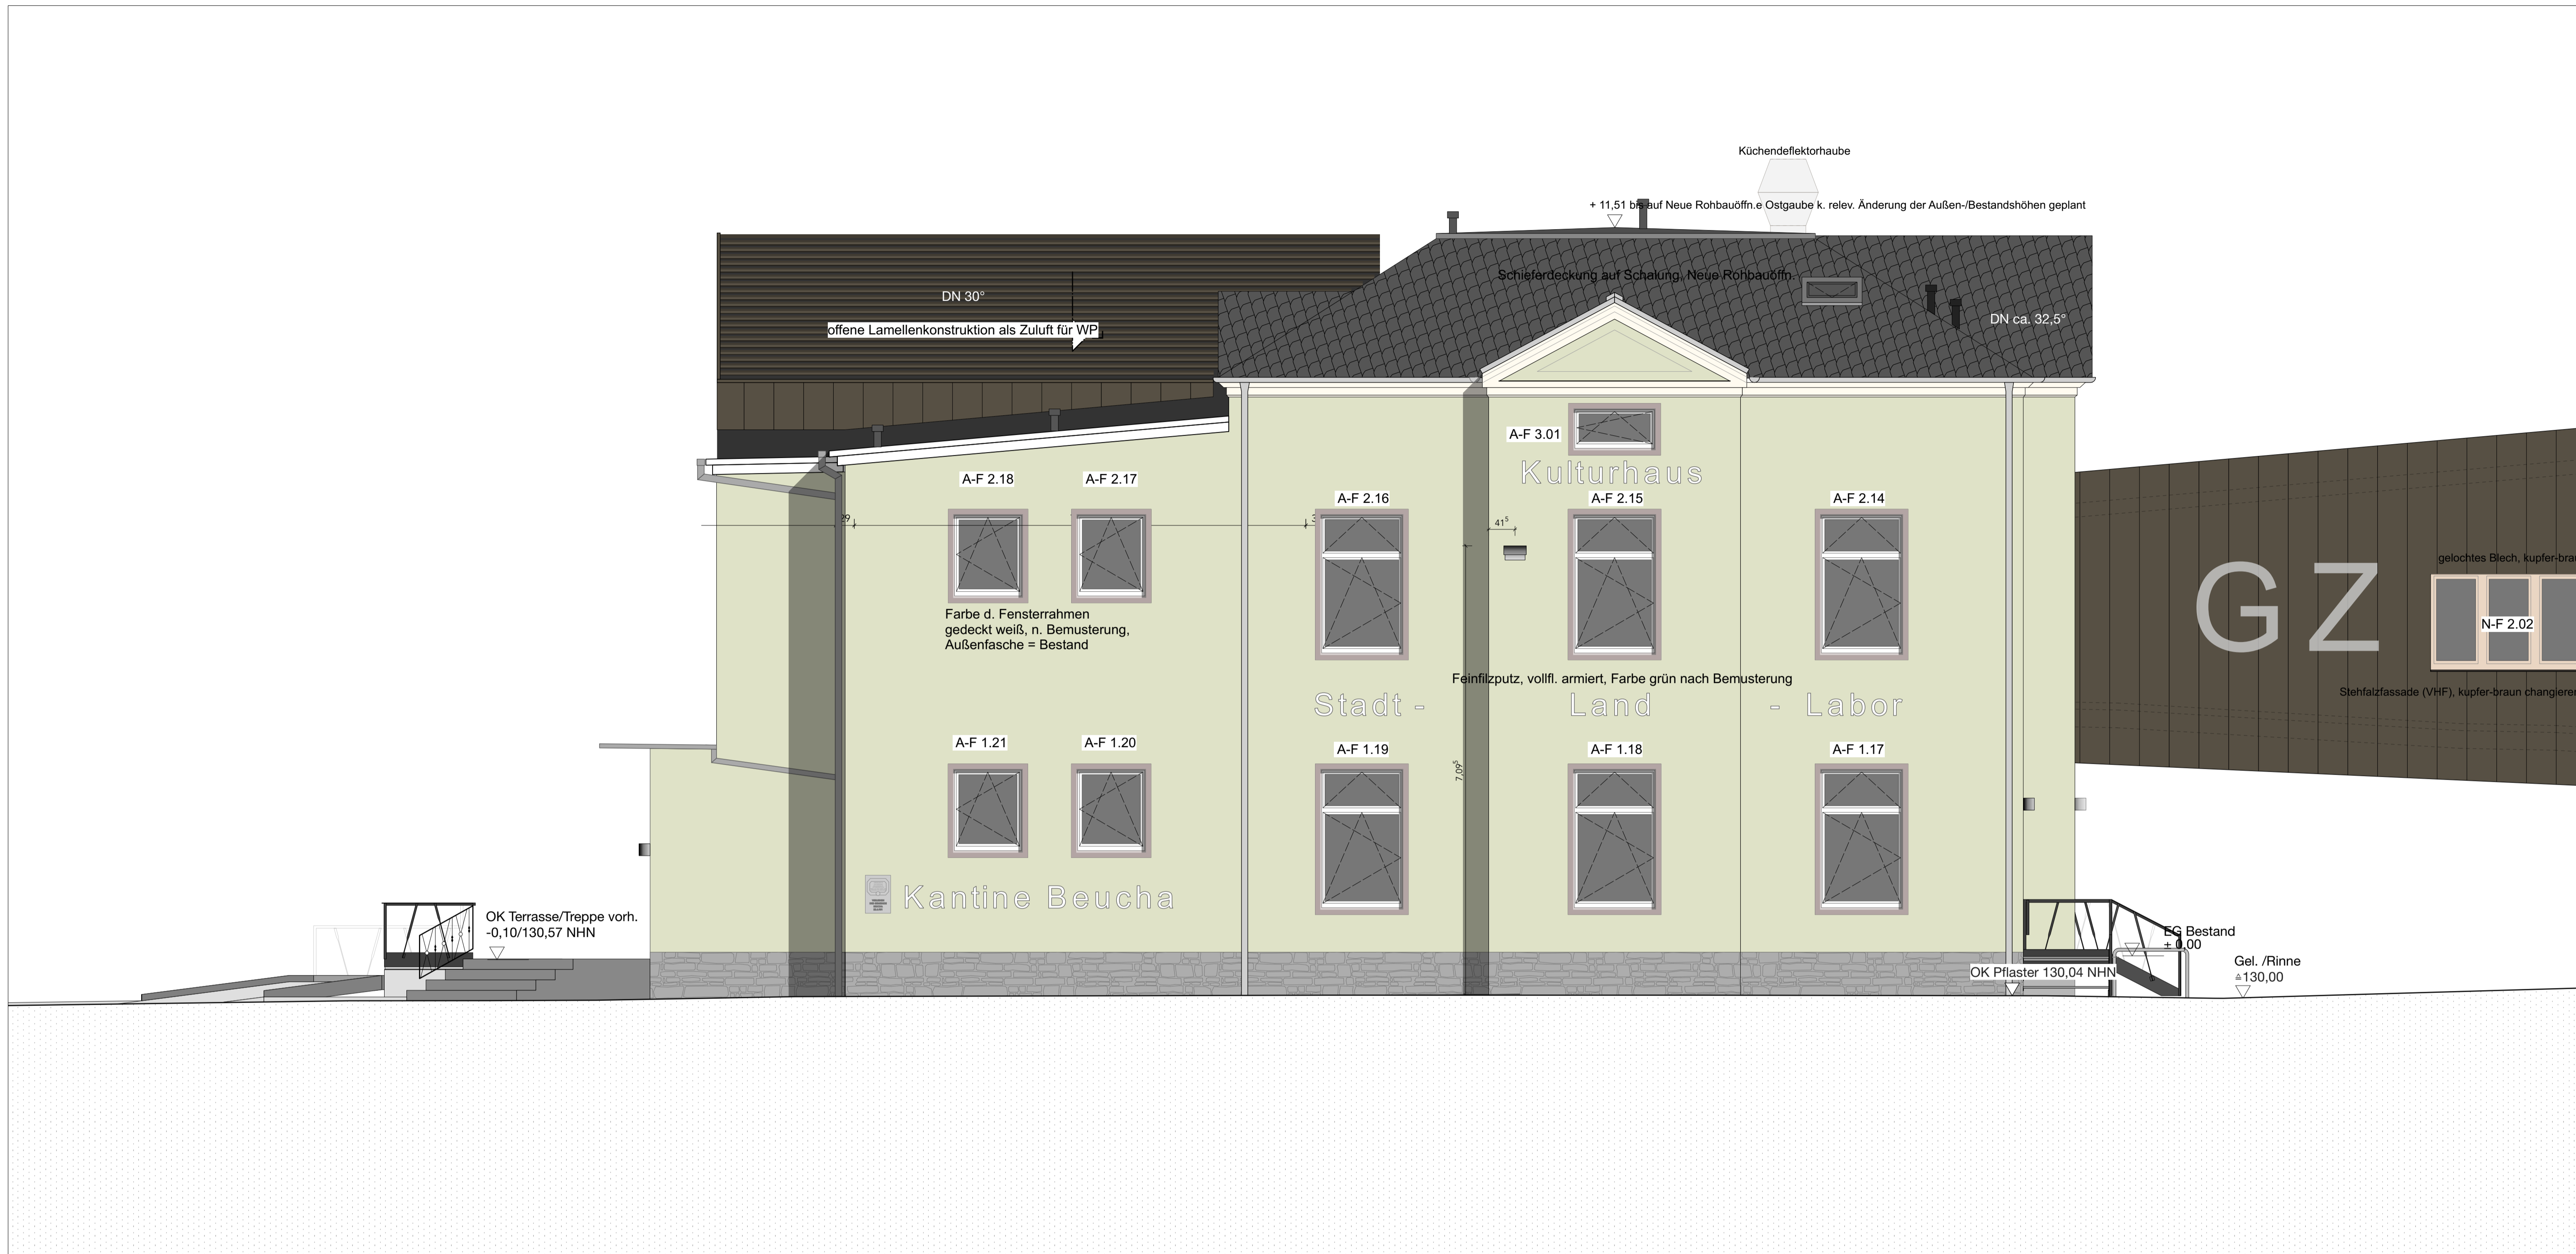 Küchendeflektorhaube
+ 11,51 bis auf Neue Rohbauöffn.e Ostgaube k. relev. Änderung der Außen-/Bestandshöhen geplant
Schieferdeckung auf Schalung, Neue Rohbauöffn.
DN 30°
DN ca. 32,5°
offene Lamellenkonstruktion als Zuluft für WP
A-F 3.01
Kulturhaus
A-F 2.18
A-F 2.17
A-F 2.16
A-F 2.15
A-F 2.14
29
41⁵
gelochtes Blech, kupfer-brau
GZ
N-F 2.02
Farbe d. Fensterrahmen
gedeckt weiß, n. Bemusterung,
Außenfasche = Bestand
Feinfilzputz, vollfl. armiert, Farbe grün nach Bemusterung
Stehfalzfassade (VHF), kupfer-braun changieren
Stadt - Land - Labor
A-F 1.21
A-F 1.20
A-F 1.19
A-F 1.18
A-F 1.17
7,09⁵
Kantine Beucha
OK Terrasse/Treppe vorh.
-0,10/130,57 NHN
EG Bestand
± 0,00
Gel. /Rinne
≙130,00
OK Pflaster 130,04 NHN